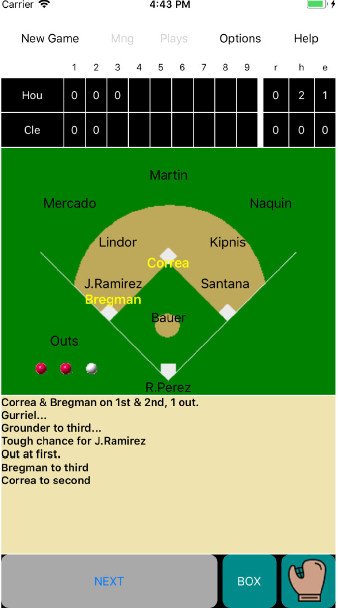 Carrier 4:43 PM
New Game Mng Plays Options Help
1 2 3 4 5 6 7 8 9 r h e
Hou 0 0 0 0 2 1
Cle 0 0 0 0 0
Martin
Mercado Naquin
Lindor Kipnis
Correa
J.Ramirez Santana
Bregman
Bauer
Outs
R.Perez
Correa & Bregman on 1st & 2nd, 1 out.
Gurriel...
Grounder to third...
Tough chance for J.Ramirez
Out at first.
Bregman to third
Correa to second
NEXT BOX